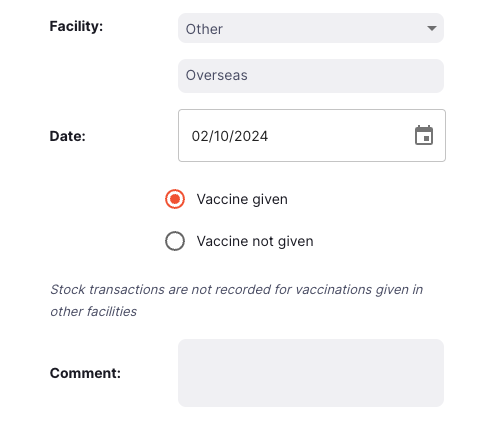 Facility:
Other
Overseas
Date:
02/10/2024
Vaccine given
Vaccine not given
Stock transactions are not recorded for vaccinations given in
other facilities
Comment: